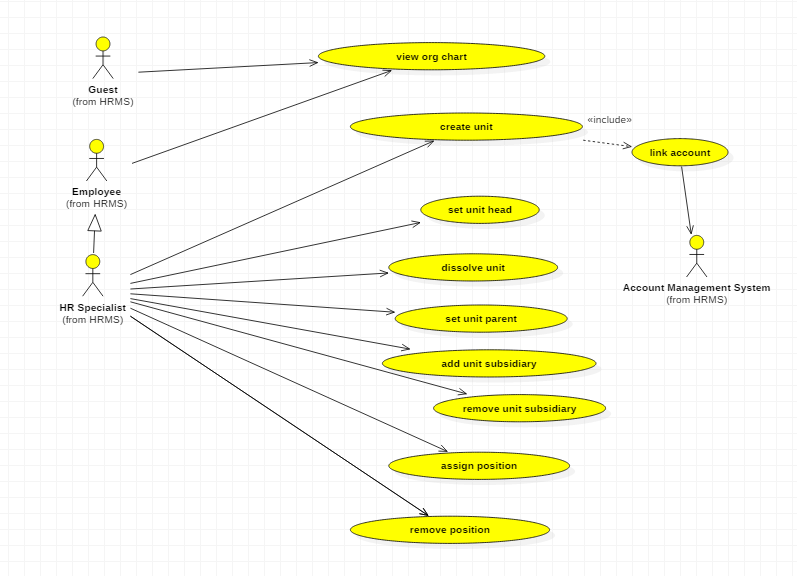 Guest
(from HRMS)
view org chart
create unit
«include»
link account
Employee
(from HRMS)
set unit head
dissolve unit
Account Management System
(from HRMS)
HR Specialist
(from HRMS)
set unit parent
add unit subsidiary
remove unit subsidiary
assign position
remove position